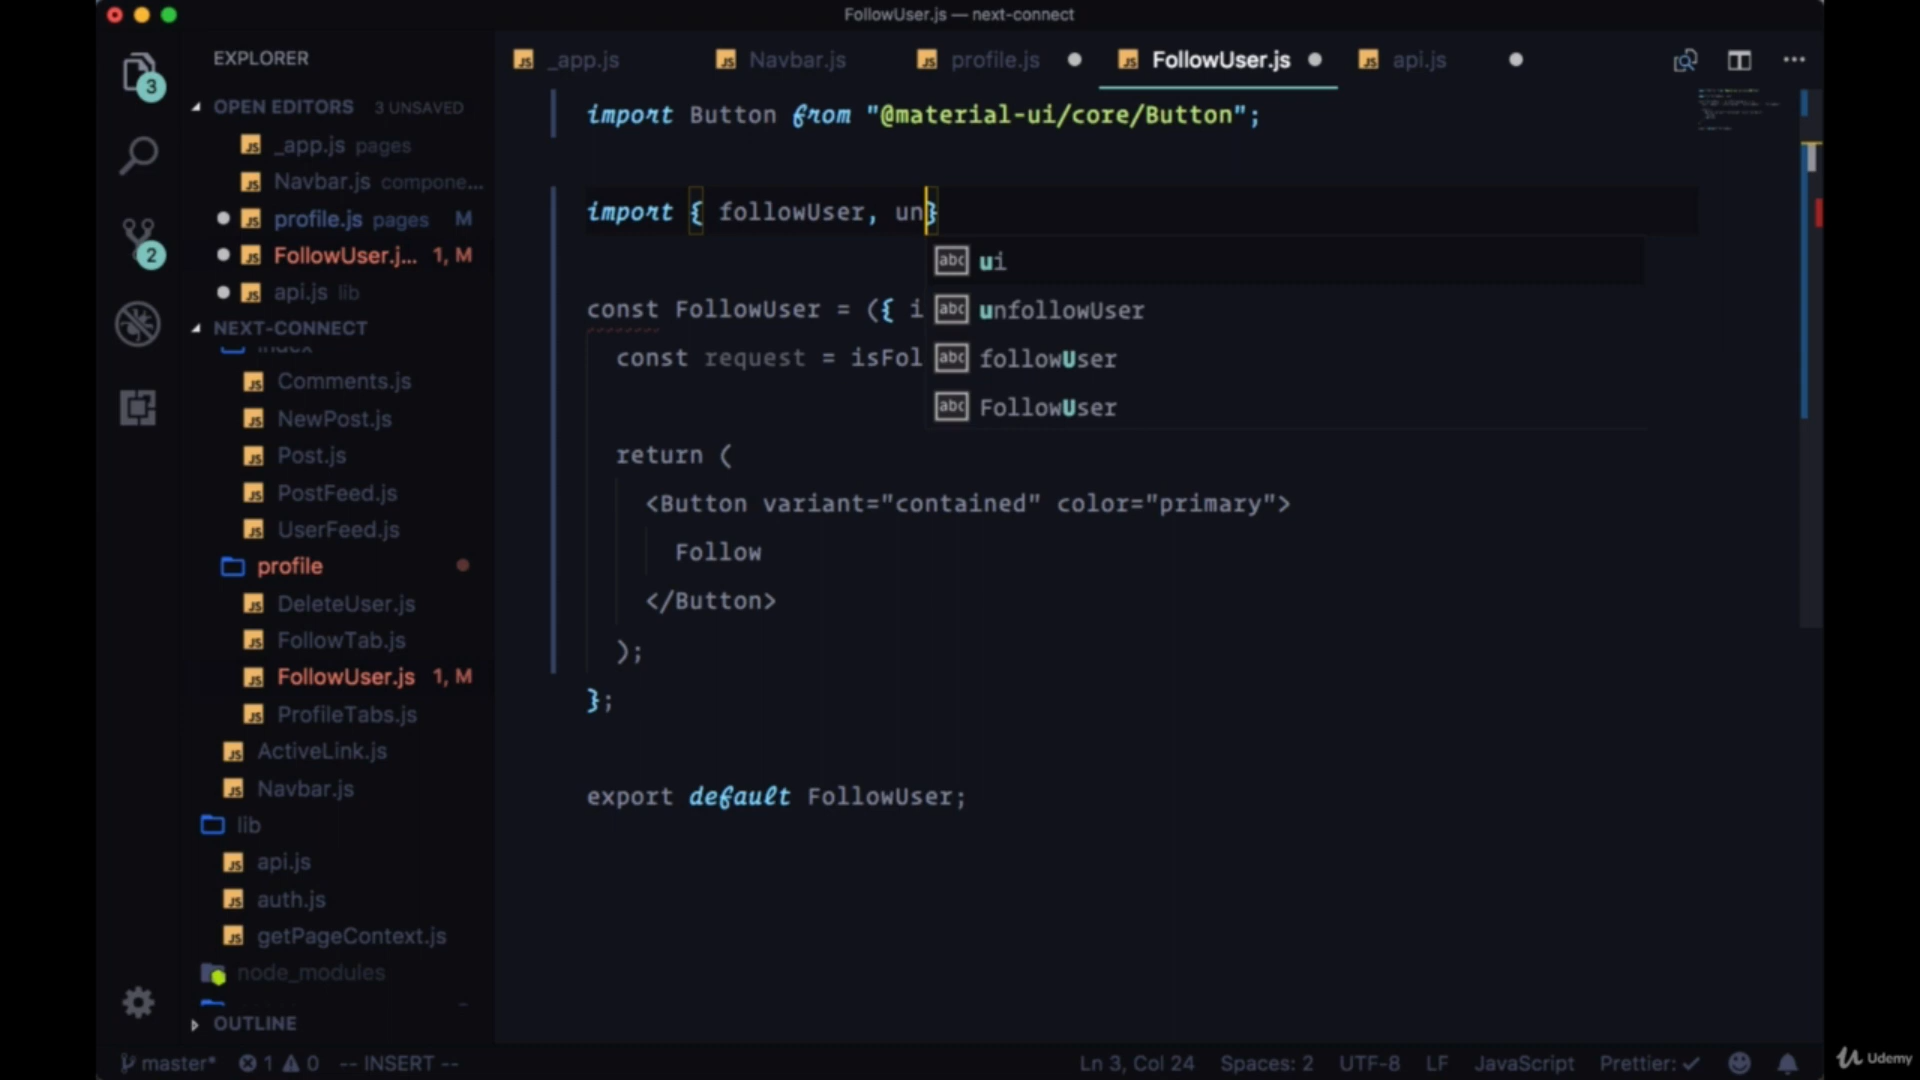 FollowUser.js — next-connect
EXPLORER
OPEN EDITORS 3 UNSAVED
_app.js pages
Navbar.js compone...
profile.js pages M
FollowUser.j... 1, M
api.js lib
NEXT-CONNECT
index
Comments.js
NewPost.js
Post.js
PostFeed.js
UserFeed.js
profile
DeleteUser.js
FollowTab.js
FollowUser.js 1, M
ProfileTabs.js
ActiveLink.js
Navbar.js
lib
api.js
auth.js
getPageContext.js
node_modules
OUTLINE
3
2
_app.js Navbar.js profile.js FollowUser.js api.js
import Button from "@material-ui/core/Button";
import { followUser, un}
abc ui
abc unfollowUser
abc followUser
abc FollowUser
const FollowUser = ({ i
const request = isFol
return (
<Button variant="contained" color="primary">
Follow
</Button>
);
};
export default FollowUser;
master* 1 0 -- INSERT -- Ln 3, Col 24 Spaces: 2 UTF-8 LF JavaScript Prettier: ✓
Udemy